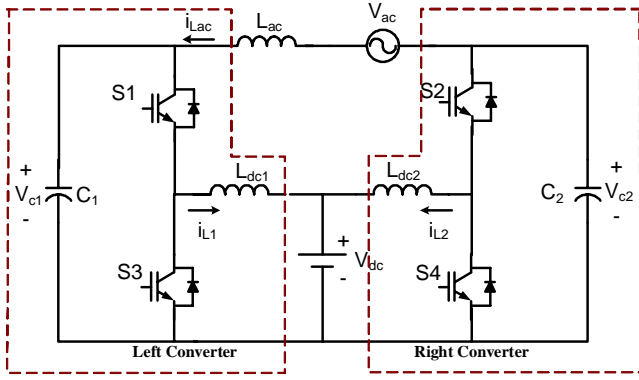 iLac
Lac
Vac
S1
S2
Ldc1
Ldc2
+
Vc1
-
C1
iL1
+
Vdc
-
iL2
C2
+
Vc2
-
S3
S4
Left Converter
Right Converter